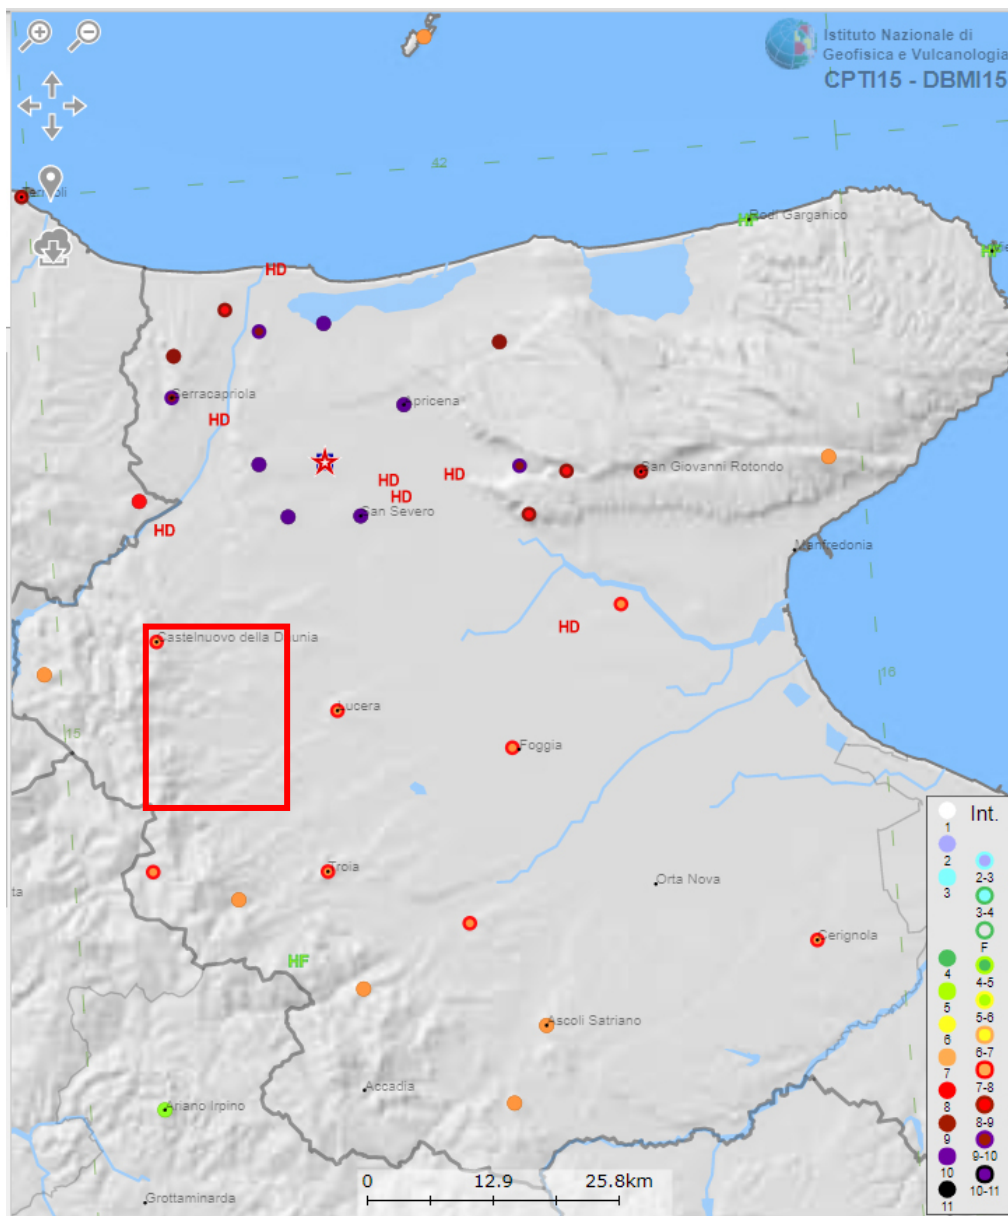 Istituto Nazionale di
Geofisica e Vulcanologia
CPTI15 - DBMI15
42
Termoli
Rodi Garganico
HF
HF
HD
Serracapriola
Apricena
HD
HD
HD
HD
San Giovanni Rotondo
San Severo
HD
Manfredonia
HD
Castelnuovo della Daunia
16
Lucera
15
Foggia
Troia
Orta Nova
Cerignola
HF
Ascoli Satriano
Accadia
Ariano Irpino
Grottaminarda
0 12.9 25.8km
Int.
1
2 2-3
3 3-4
F
4 4-5
5 5-6
6 6-7
7 7-8
8 8-9
9 9-10
10 10-11
11